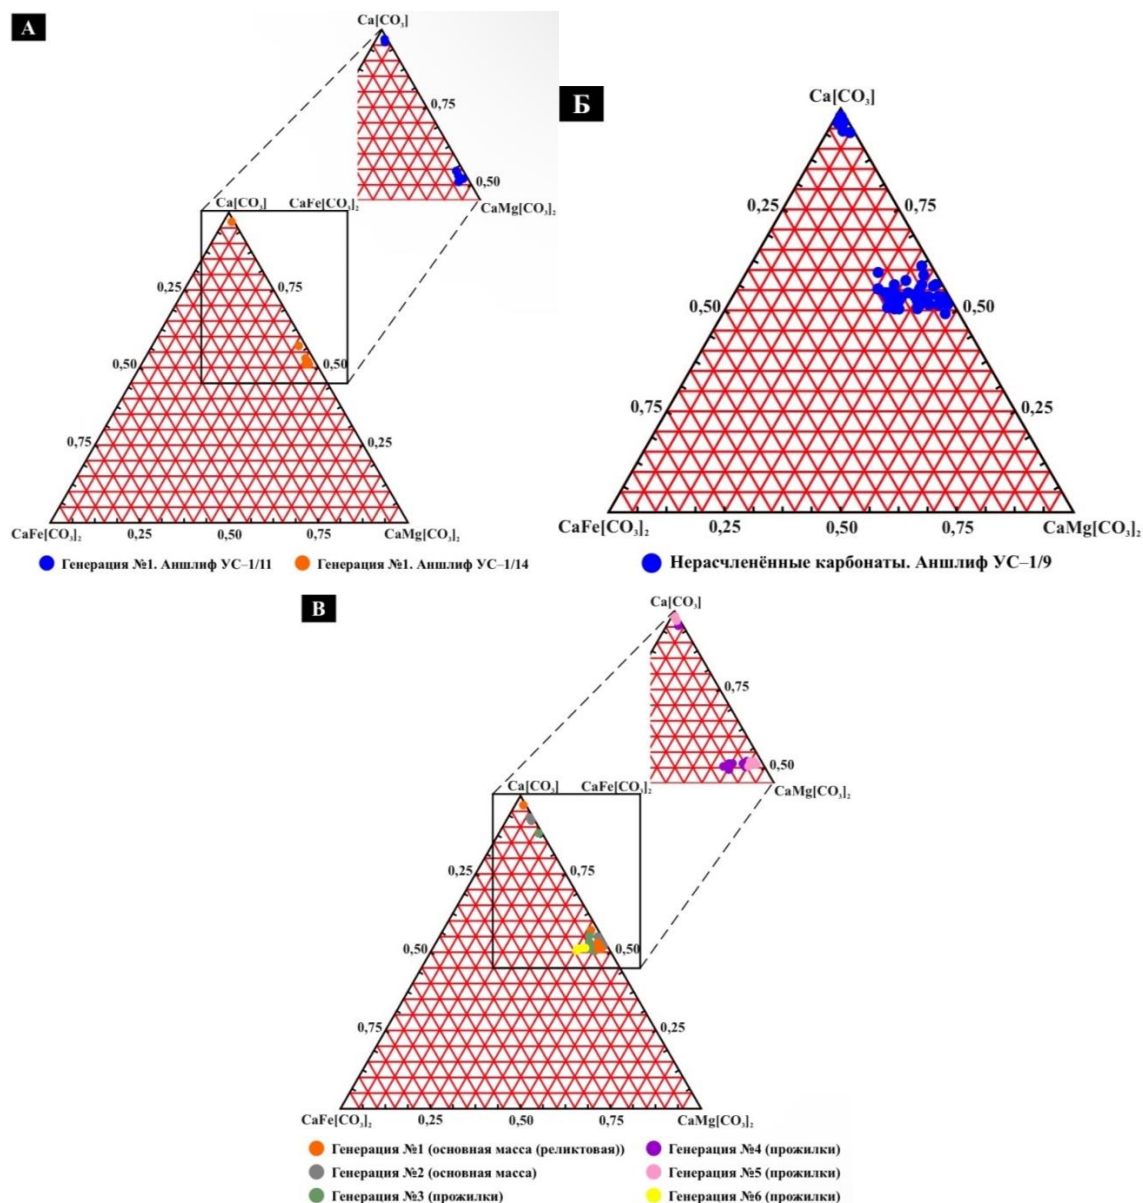 А
Ca[CO₃]
0,75
0,50
CaMg[CO₃]₂
Ca[CO₃] CaFe[CO₃]₂
0,25 0,75
0,50 0,50
0,75 0,25
CaFe[CO₃]₂ 0,25 0,50 0,75 CaMg[CO₃]₂
Генерация №1. Аншлиф УС–1/11 Генерация №1. Аншлиф УС–1/14
Б
Ca[CO₃]
0,25 0,75
0,50 0,50
0,75 0,25
CaFe[CO₃]₂ 0,25 0,50 0,75 CaMg[CO₃]₂
Нерасчленённые карбонаты. Аншлиф УС–1/9
В
Ca[CO₃]
0,75
0,50
CaMg[CO₃]₂
Ca[CO₃] CaFe[CO₃]₂
0,25 0,75
0,50 0,50
0,75 0,25
CaFe[CO₃]₂ 0,25 0,50 0,75 CaMg[CO₃]₂
Генерация №1 (основная масса (реликтовая)) Генерация №4 (прожилки)
Генерация №2 (основная масса) Генерация №5 (прожилки)
Генерация №3 (прожилки) Генерация №6 (прожилки)